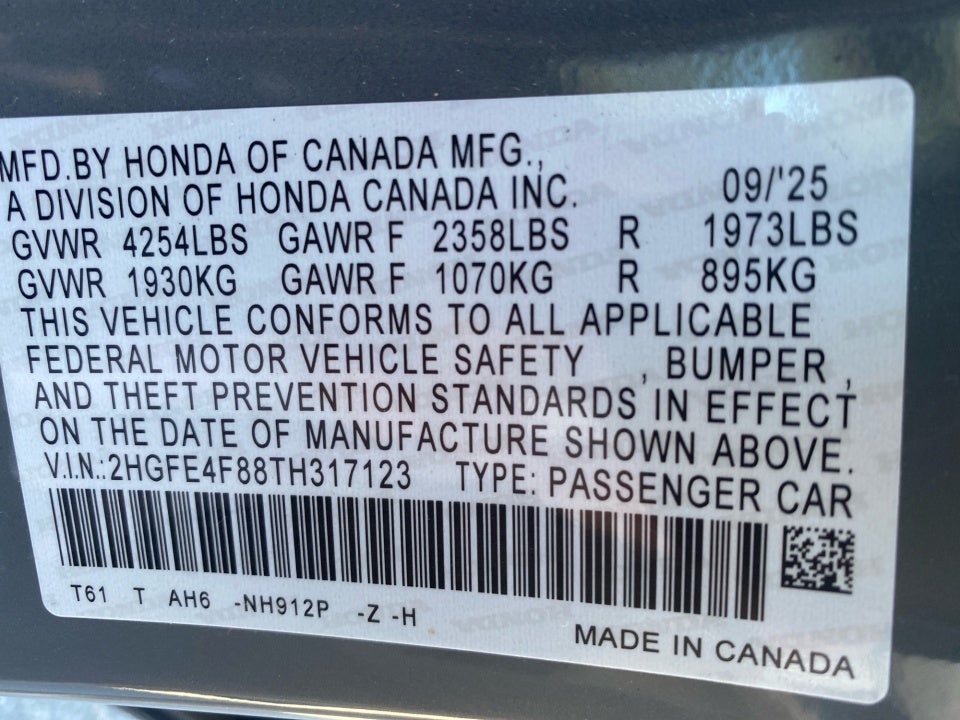 MFD.BY HONDA OF CANADA MFG.,
A DIVISION OF HONDA CANADA INC. 09/'25
GVWR 4254LBS GAWR F 2358LBS R 1973LBS
GVWR 1930KG GAWR F 1070KG R 895KG
THIS VEHICLE CONFORMS TO ALL APPLICABLE
FEDERAL MOTOR VEHICLE SAFETY , BUMPER ,
AND THEFT PREVENTION STANDARDS IN EFFECT
ON THE DATE OF MANUFACTURE SHOWN ABOVE.
V.I.N.:2HGFE4F88TH317123 TYPE: PASSENGER CAR
T61 T AH6 -NH912P -Z -H
MADE IN CANADA